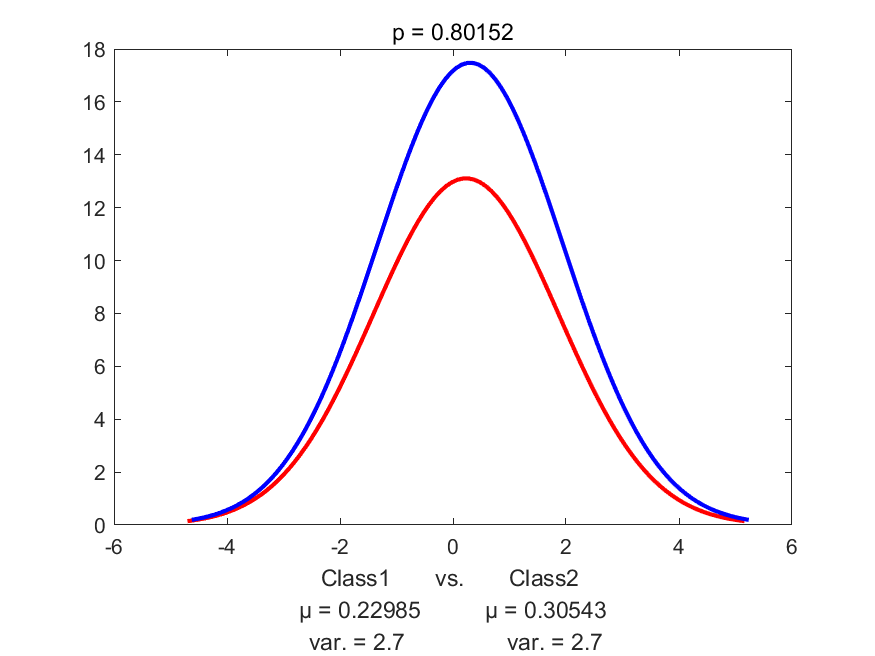 p = 0.80152
18
16
14
12
10
8
6
4
2
0
-6 -4 -2 0 2 4 6
Class1 vs. Class2
μ = 0.22985 μ = 0.30543
var. = 2.7 var. = 2.7